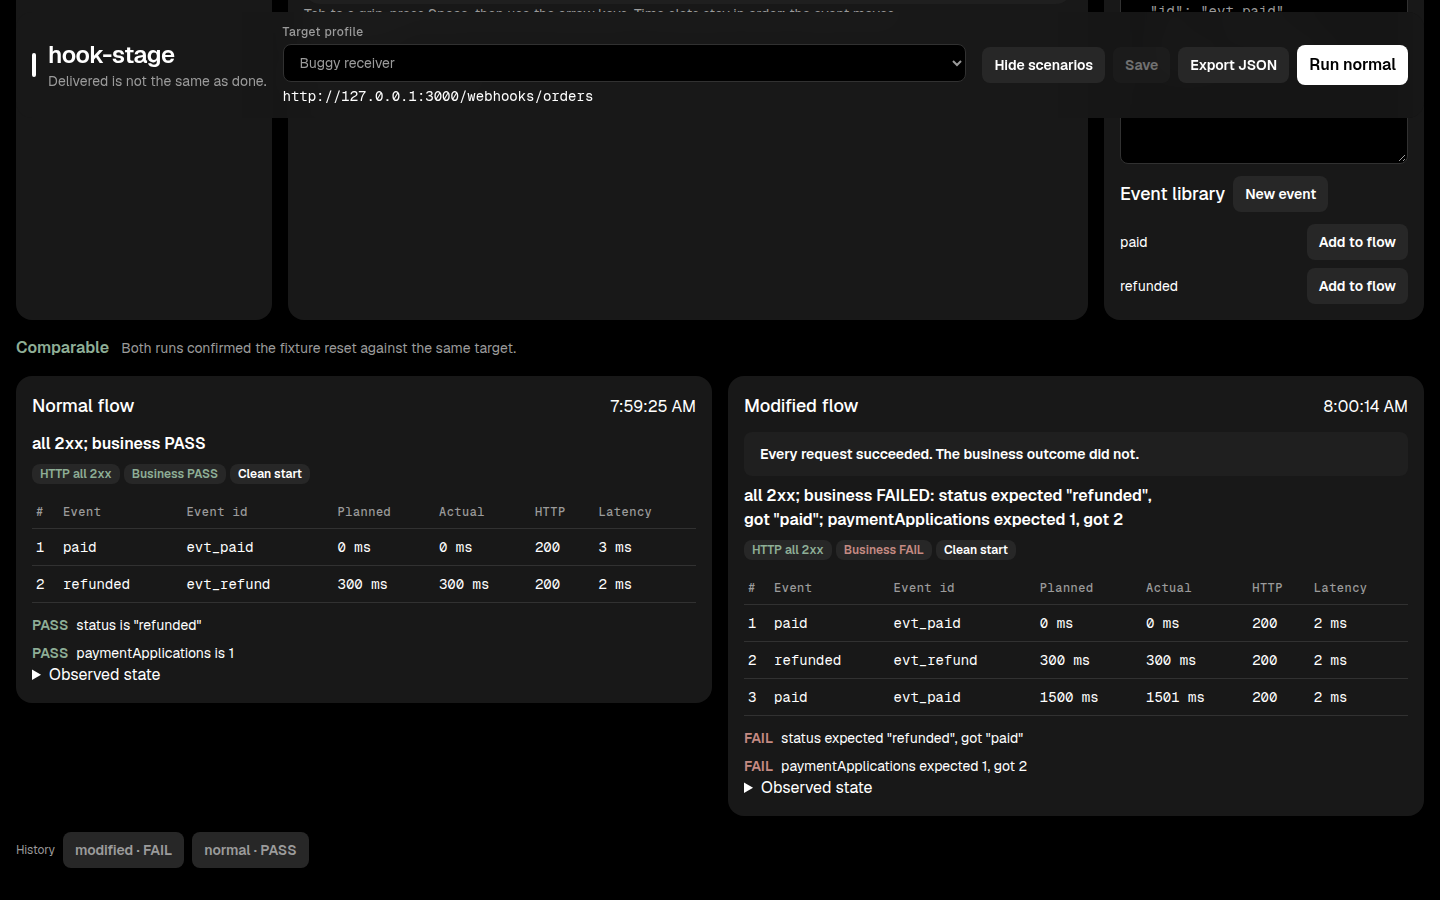 Target profile
hook-stage
Delivered is not the same as done.
Buggy receiver
http://127.0.0.1:3000/webhooks/orders
Hide scenarios
Save
Export JSON
Run normal
Event library
New event
paid
Add to flow
refunded
Add to flow
Comparable Both runs confirmed the fixture reset against the same target.
Normal flow 7:59:25 AM
all 2xx; business PASS
HTTP all 2xx Business PASS Clean start
# Event Event id Planned Actual HTTP Latency
1 paid evt_paid 0 ms 0 ms 200 3 ms
2 refunded evt_refund 300 ms 300 ms 200 2 ms
PASS status is "refunded"
PASS paymentApplications is 1
▶ Observed state
Modified flow 8:00:14 AM
Every request succeeded. The business outcome did not.
all 2xx; business FAILED: status expected "refunded",
got "paid"; paymentApplications expected 1, got 2
HTTP all 2xx Business FAIL Clean start
# Event Event id Planned Actual HTTP Latency
1 paid evt_paid 0 ms 0 ms 200 2 ms
2 refunded evt_refund 300 ms 300 ms 200 2 ms
3 paid evt_paid 1500 ms 1501 ms 200 2 ms
FAIL status expected "refunded", got "paid"
FAIL paymentApplications expected 1, got 2
▶ Observed state
History modified · FAIL normal · PASS